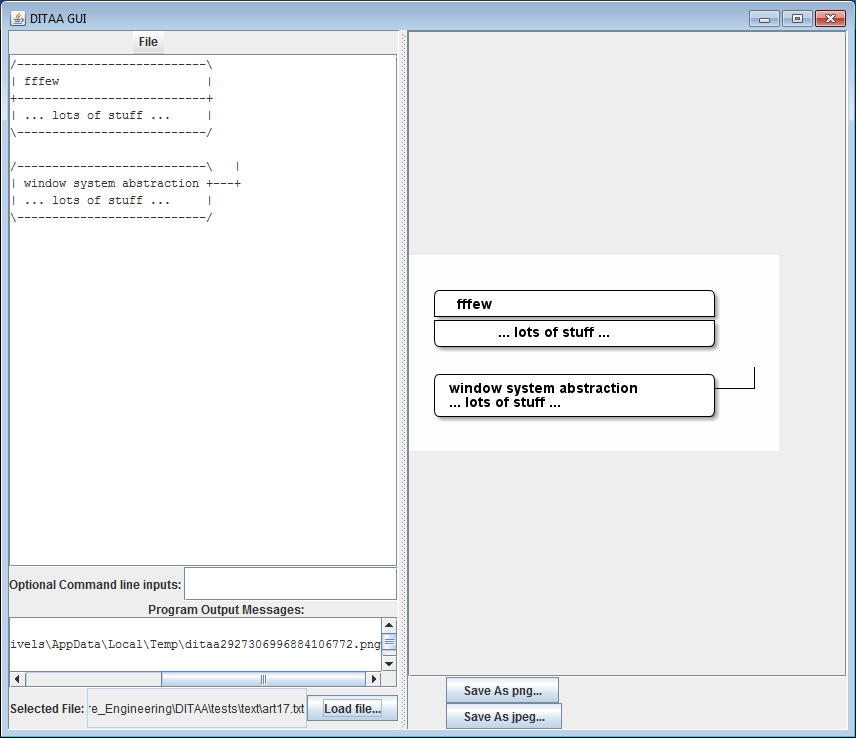 DITAA GUI
File
/---------------------------\
| fffew                     |
+---------------------------+
| ... lots of stuff ...     |
\---------------------------/
/---------------------------\   |
| window system abstraction +---+
| ... lots of stuff ...     |
\---------------------------/
Optional Command line inputs:
Program Output Messages:
ivels\AppData\Local\Temp\ditaa2927306996884106772.png
Selected File: re_Engineering\DITAA\tests\text\art17.txt Load file...
fffew
... lots of stuff ...
window system abstraction
... lots of stuff ...
Save As png...
Save As jpeg...